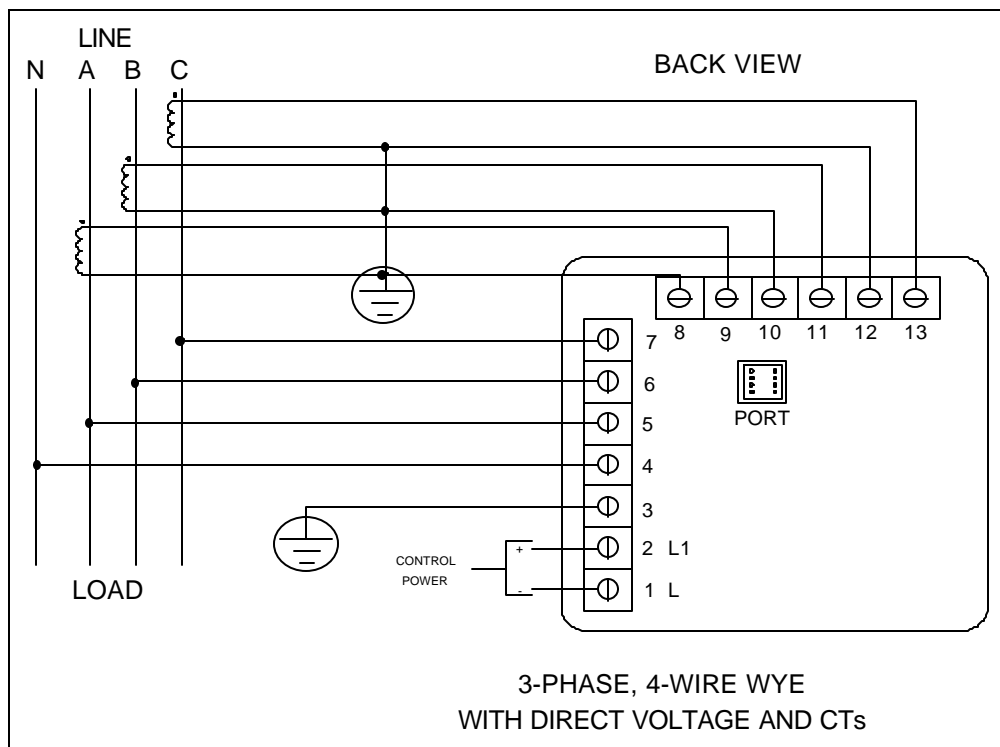 LINE
N A B C
BACK VIEW
8 9 10 11 12 13
7
6
PORT
5
4
3
+
2 L1
CONTROL
POWER
-
1 L
LOAD
3-PHASE, 4-WIRE WYE
WITH DIRECT VOLTAGE AND CTs